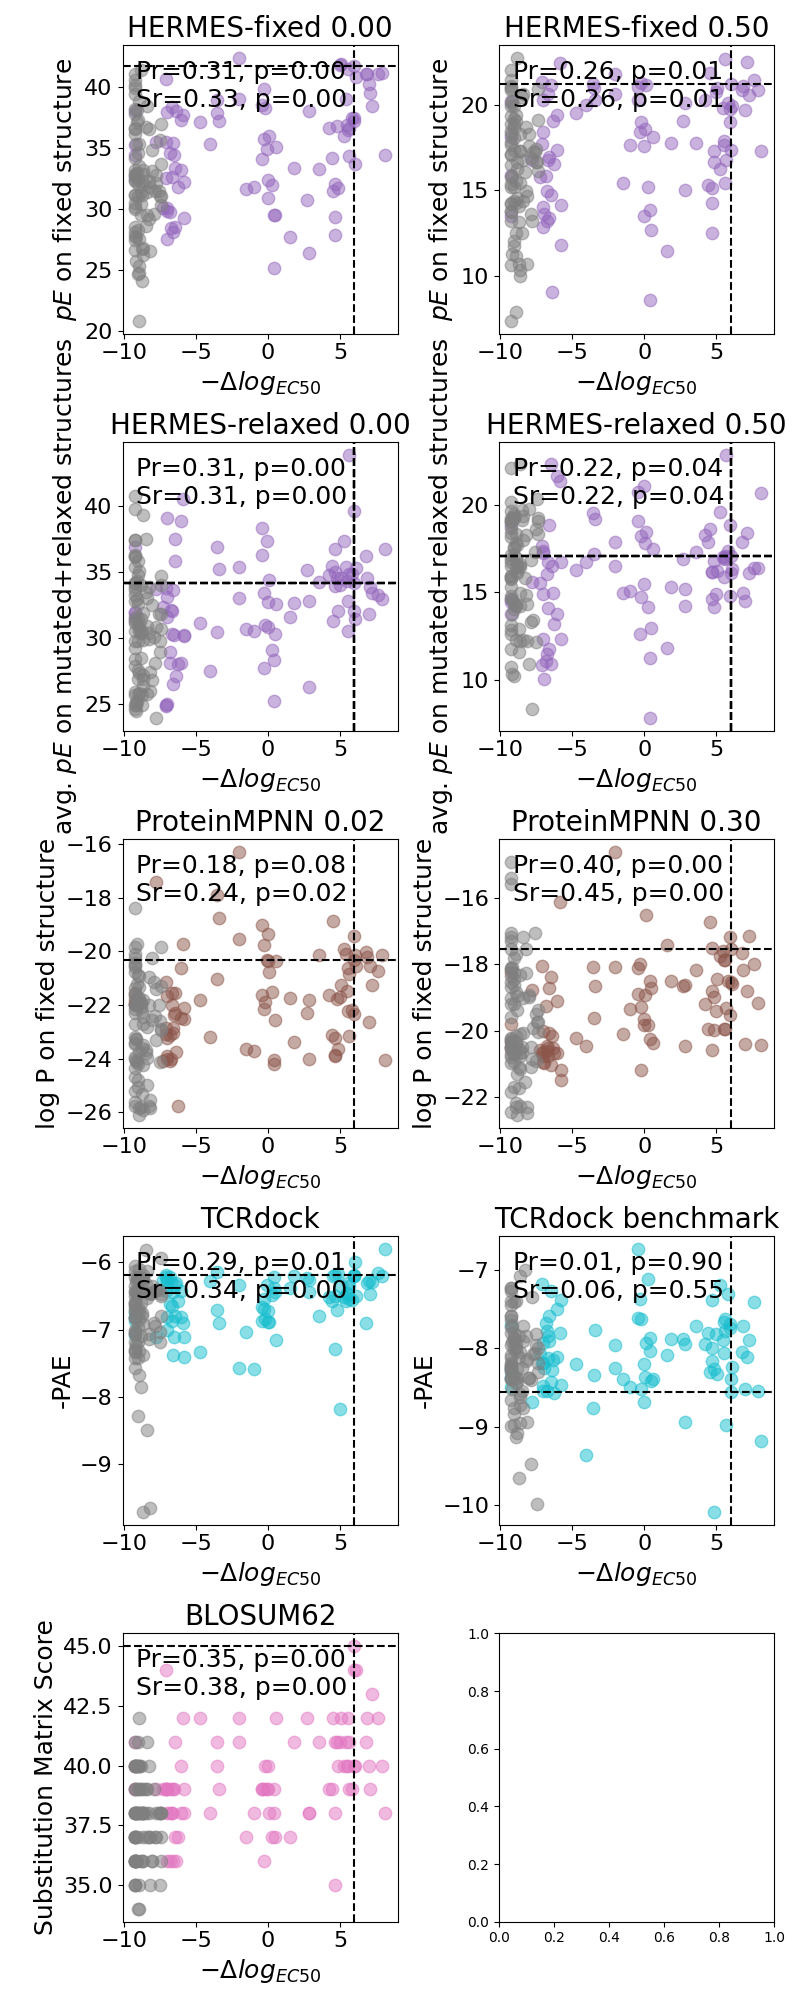 HERMES-fixed 0.00
Pr=0.31, p=0.00
Sr=0.33, p=0.00
40
35
30
25
20
pE on fixed structure
−10 −5 0 5
−Δlog_EC50
HERMES-fixed 0.50
Pr=0.26, p=0.01
Sr=0.26, p=0.01
20
15
10
pE on fixed structure
−10 −5 0 5
−Δlog_EC50
HERMES-relaxed 0.00
Pr=0.31, p=0.00
Sr=0.31, p=0.00
40
35
30
25
avg. pE on mutated+relaxed structures
−10 −5 0 5
−Δlog_EC50
HERMES-relaxed 0.50
Pr=0.22, p=0.04
Sr=0.22, p=0.04
20
15
10
avg. pE on mutated+relaxed structures
−10 −5 0 5
−Δlog_EC50
ProteinMPNN 0.02
Pr=0.18, p=0.08
Sr=0.24, p=0.02
−16
−18
−20
−22
−24
−26
log P on fixed structure
−10 −5 0 5
−Δlog_EC50
ProteinMPNN 0.30
Pr=0.40, p=0.00
Sr=0.45, p=0.00
−16
−18
−20
−22
log P on fixed structure
−10 −5 0 5
−Δlog_EC50
TCRdock
Pr=0.29, p=0.01
Sr=0.34, p=0.00
−6
−7
−8
−9
-PAE
−10 −5 0 5
−Δlog_EC50
TCRdock benchmark
Pr=0.01, p=0.90
Sr=0.06, p=0.55
−7
−8
−9
−10
-PAE
−10 −5 0 5
−Δlog_EC50
BLOSUM62
Pr=0.35, p=0.00
Sr=0.38, p=0.00
45.0
42.5
40.0
37.5
35.0
Substitution Matrix Score
−10 −5 0 5
−Δlog_EC50
1.0
0.8
0.6
0.4
0.2
0.0
0.0 0.2 0.4 0.6 0.8 1.0